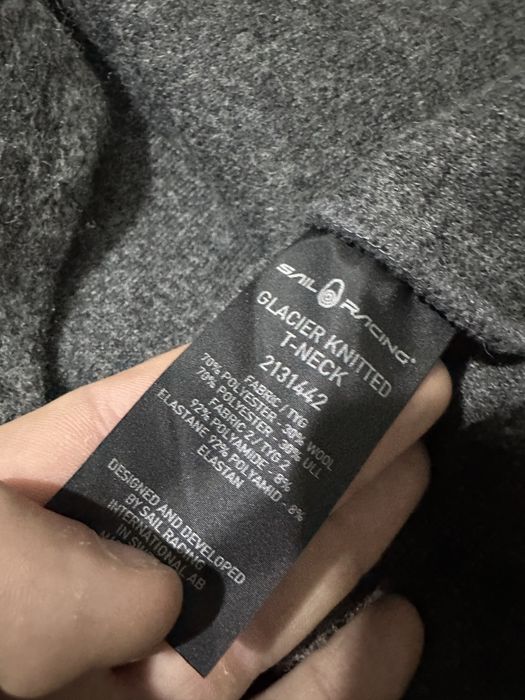 SAIL RACING®
GLACIER KNITTED
T-NECK
2131442
FABRIC / TYG
70% POLYESTER - 30% WOOL
70% POLYESTER - 30% ULL
FABRIC 2 / TYG 2
92% POLYAMIDE - 8%
ELASTANE 92% POLYAMID - 8%
ELASTAN
DESIGNED AND DEVELOPED
BY SAIL RACING
INTERNATIONAL AB
IN